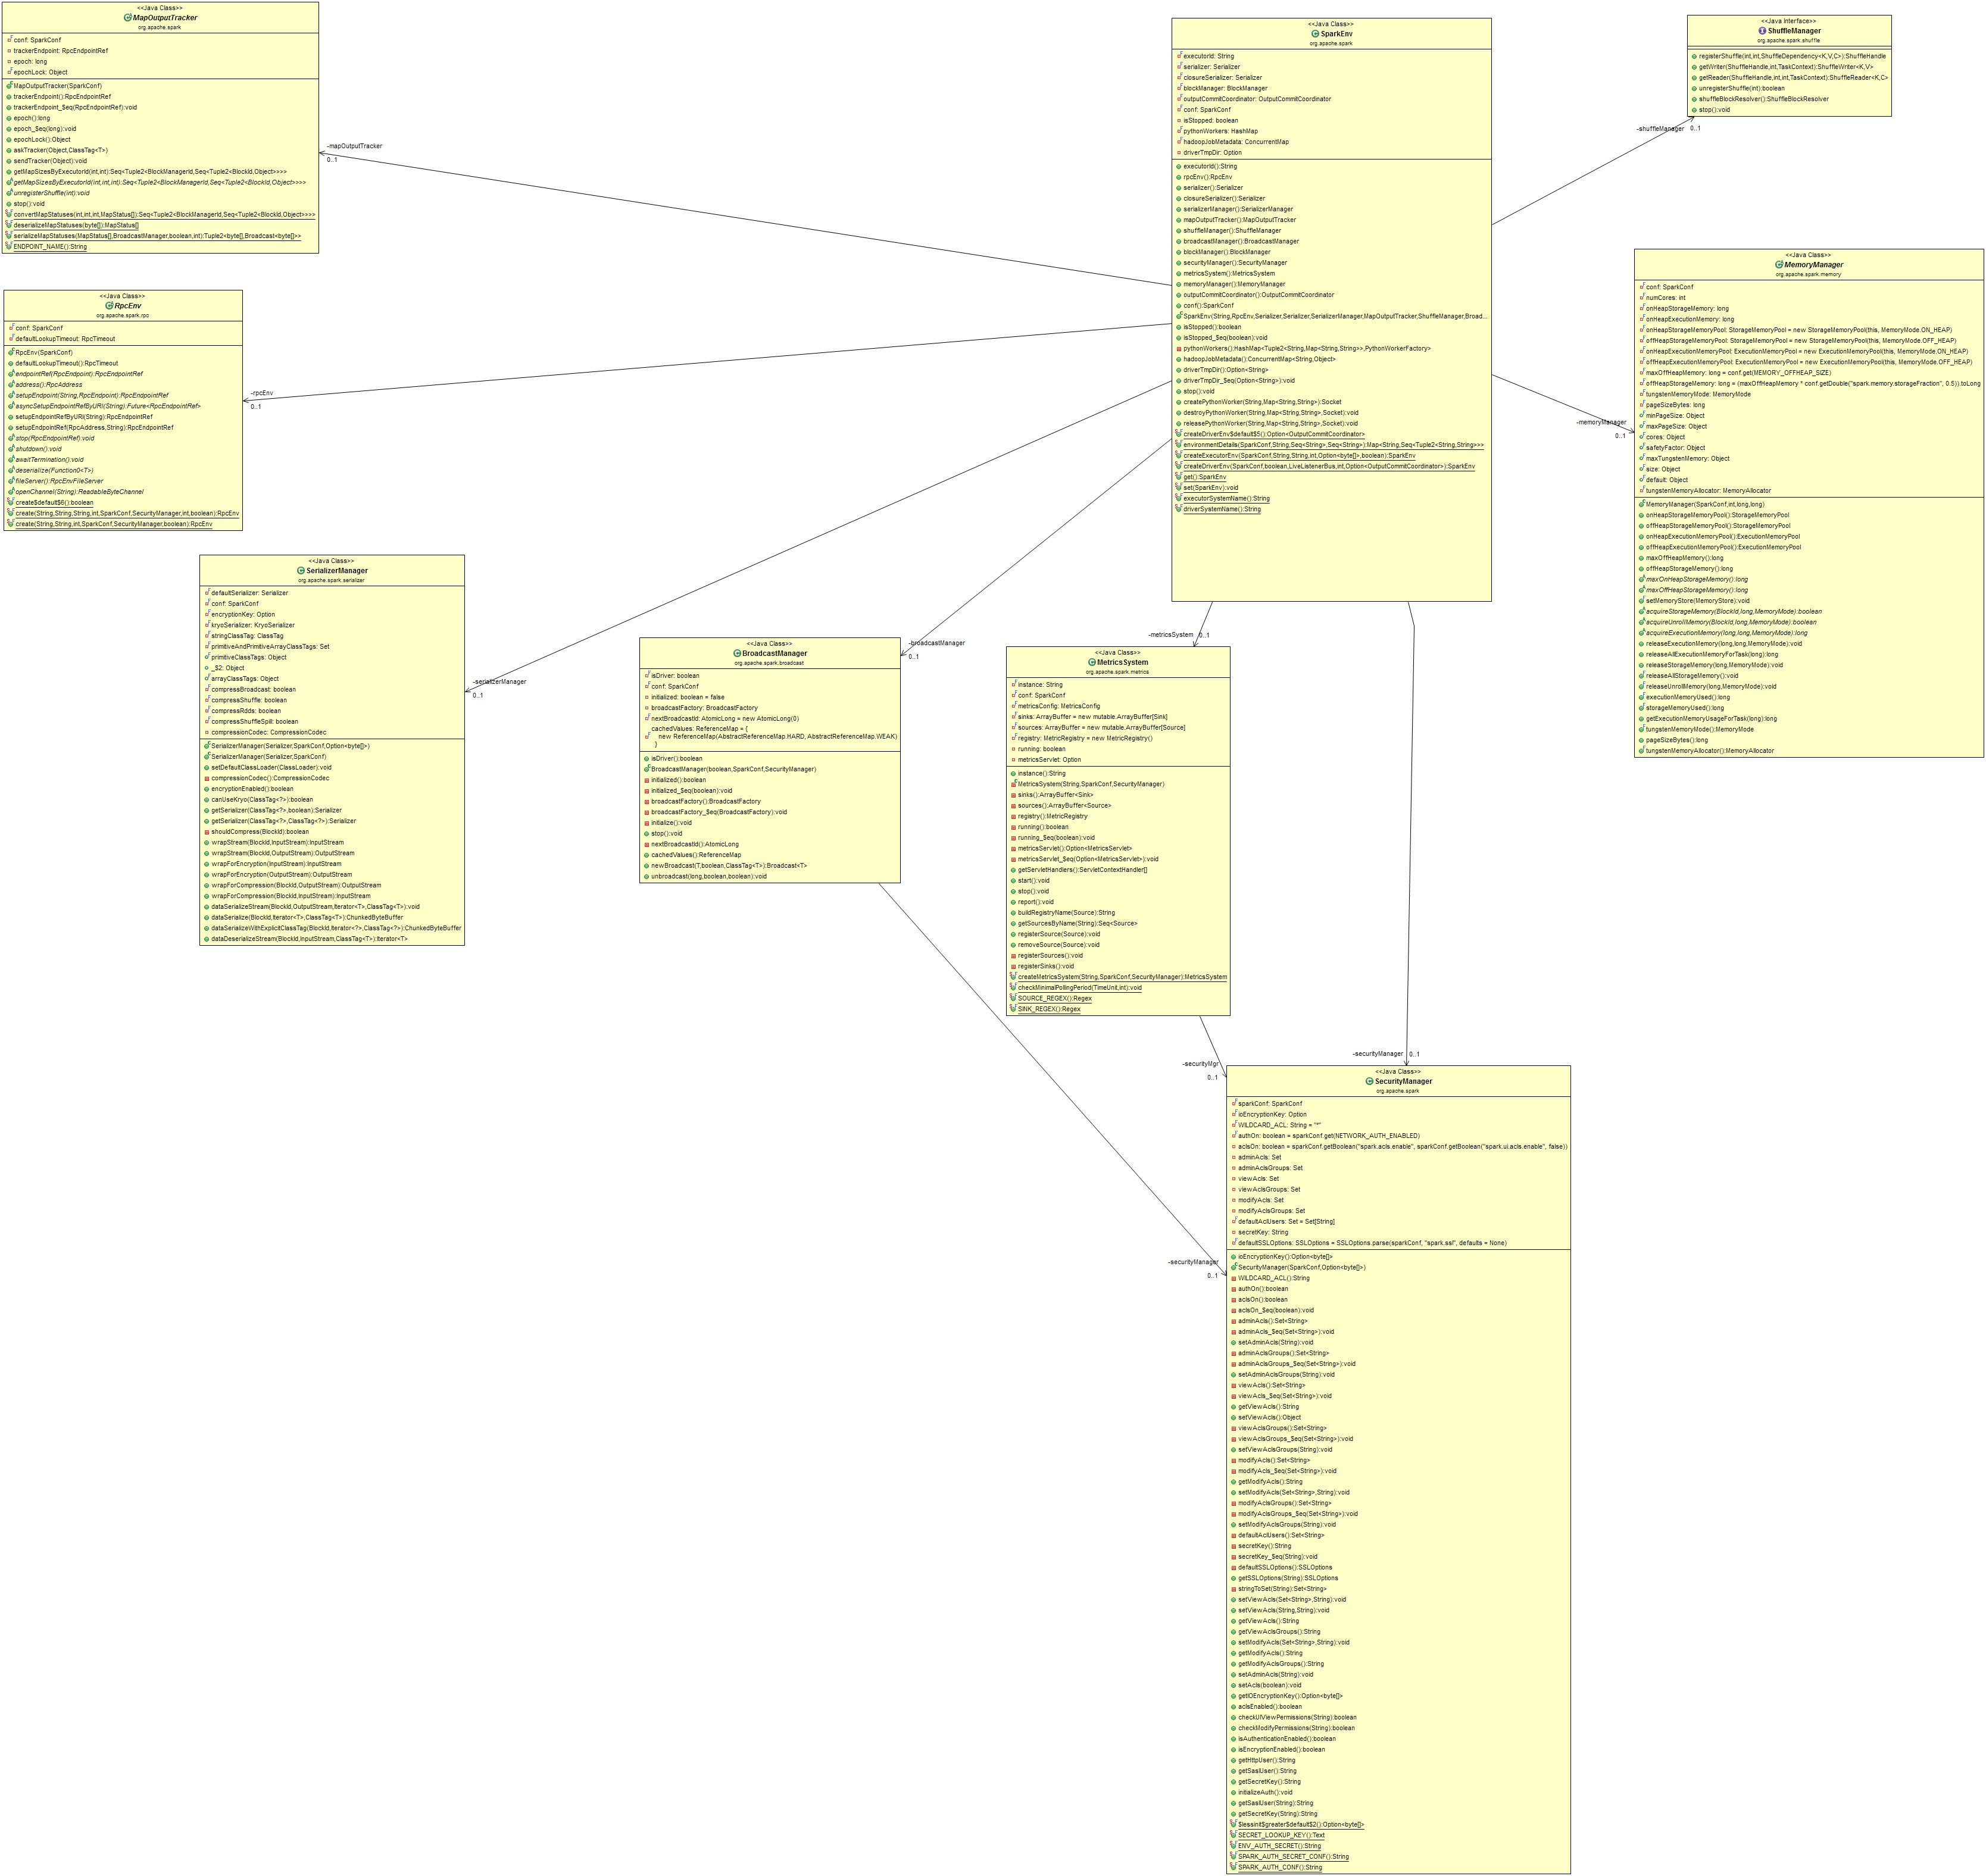 <<Java Class>>
MapOutputTracker
org.apache.spark
conf: SparkConf
trackerEndpoint: RpcEndpointRef
epoch: long
epochLock: Object
MapOutputTracker(SparkConf)
trackerEndpoint():RpcEndpointRef
trackerEndpoint_$eq(RpcEndpointRef):void
epoch():long
epoch_$eq(long):void
epochLock():Object
askTracker(Object,ClassTag<T>)
sendTracker(Object):void
getMapSizesByExecutorId(int,int):Seq<Tuple2<BlockManagerId,Seq<Tuple2<BlockId,Object>>>>
getMapSizesByExecutorId(int,int,int):Seq<Tuple2<BlockManagerId,Seq<Tuple2<BlockId,Object>>>>
unregisterShuffle(int):void
stop():void
convertMapStatuses(int,int,int,MapStatus[]):Seq<Tuple2<BlockManagerId,Seq<Tuple2<BlockId,Object>>>>
deserializeMapStatuses(byte[]):MapStatus[]
serializeMapStatuses(MapStatus[],BroadcastManager,boolean,int):Tuple2<byte[],Broadcast<byte[]>>
ENDPOINT_NAME():String
-mapOutputTracker
0..1
<<Java Class>>
SparkEnv
org.apache.spark
executorId: String
serializer: Serializer
closureSerializer: Serializer
blockManager: BlockManager
outputCommitCoordinator: OutputCommitCoordinator
conf: SparkConf
isStopped: boolean
pythonWorkers: HashMap
hadoopJobMetadata: ConcurrentMap
driverTmpDir: Option
executorId():String
rpcEnv():RpcEnv
serializer():Serializer
closureSerializer():Serializer
serializerManager():SerializerManager
mapOutputTracker():MapOutputTracker
shuffleManager():ShuffleManager
broadcastManager():BroadcastManager
blockManager():BlockManager
securityManager():SecurityManager
metricsSystem():MetricsSystem
memoryManager():MemoryManager
outputCommitCoordinator():OutputCommitCoordinator
conf():SparkConf
SparkEnv(String,RpcEnv,Serializer,Serializer,SerializerManager,MapOutputTracker,ShuffleManager,Broad...
isStopped():boolean
isStopped_$eq(boolean):void
pythonWorkers():HashMap<Tuple2<String,Map<String,String>>,PythonWorkerFactory>
hadoopJobMetadata():ConcurrentMap<String,Object>
driverTmpDir():Option<String>
driverTmpDir_$eq(Option<String>):void
stop():void
createPythonWorker(String,Map<String,String>):Socket
destroyPythonWorker(String,Map<String,String>,Socket):void
releasePythonWorker(String,Map<String,String>,Socket):void
createDriverEnv$default$5():Option<OutputCommitCoordinator>
environmentDetails(SparkConf,String,Seq<String>,Seq<String>):Map<String,Seq<Tuple2<String,String>>>
createExecutorEnv(SparkConf,String,String,int,Option<byte[]>,boolean):SparkEnv
createDriverEnv(SparkConf,boolean,LiveListenerBus,int,Option<OutputCommitCoordinator>):SparkEnv
get():SparkEnv
set(SparkEnv):void
executorSystemName():String
driverSystemName():String
<<Java Interface>>
ShuffleManager
org.apache.spark.shuffle
registerShuffle(int,int,ShuffleDependency<K,V,C>):ShuffleHandle
getWriter(ShuffleHandle,int,TaskContext):ShuffleWriter<K,V>
getReader(ShuffleHandle,int,int,TaskContext):ShuffleReader<K,C>
unregisterShuffle(int):boolean
shuffleBlockResolver():ShuffleBlockResolver
stop():void
-shuffleManager
0..1
<<Java Class>>
MemoryManager
org.apache.spark.memory
conf: SparkConf
numCores: int
onHeapStorageMemory: long
onHeapExecutionMemory: long
onHeapStorageMemoryPool: StorageMemoryPool = new StorageMemoryPool(this, MemoryMode.ON_HEAP)
offHeapStorageMemoryPool: StorageMemoryPool = new StorageMemoryPool(this, MemoryMode.OFF_HEAP)
onHeapExecutionMemoryPool: ExecutionMemoryPool = new ExecutionMemoryPool(this, MemoryMode.ON_HEAP)
offHeapExecutionMemoryPool: ExecutionMemoryPool = new ExecutionMemoryPool(this, MemoryMode.OFF_HEAP)
maxOffHeapMemory: long = conf.get(MEMORY_OFFHEAP_SIZE)
offHeapStorageMemory: long = (maxOffHeapMemory * conf.getDouble("spark.memory.storageFraction", 0.5)).toLong
tungstenMemoryMode: MemoryMode
pageSizeBytes: long
minPageSize: Object
maxPageSize: Object
cores: Object
safetyFactor: Object
maxTungstenMemory: Object
size: Object
default: Object
tungstenMemoryAllocator: MemoryAllocator
MemoryManager(SparkConf,int,long,long)
onHeapStorageMemoryPool():StorageMemoryPool
offHeapStorageMemoryPool():StorageMemoryPool
onHeapExecutionMemoryPool():ExecutionMemoryPool
offHeapExecutionMemoryPool():ExecutionMemoryPool
maxOffHeapMemory():long
offHeapStorageMemory():long
maxOnHeapStorageMemory():long
maxOffHeapStorageMemory():long
setMemoryStore(MemoryStore):void
acquireStorageMemory(BlockId,long,MemoryMode):boolean
acquireUnrollMemory(BlockId,long,MemoryMode):boolean
acquireExecutionMemory(long,long,MemoryMode):long
releaseExecutionMemory(long,long,MemoryMode):void
releaseAllExecutionMemoryForTask(long):long
releaseStorageMemory(long,MemoryMode):void
releaseAllStorageMemory():void
releaseUnrollMemory(long,MemoryMode):void
executionMemoryUsed():long
storageMemoryUsed():long
getExecutionMemoryUsageForTask(long):long
tungstenMemoryMode():MemoryMode
pageSizeBytes():long
tungstenMemoryAllocator():MemoryAllocator
-memoryManager
0..1
<<Java Class>>
RpcEnv
org.apache.spark.rpc
conf: SparkConf
defaultLookupTimeout: RpcTimeout
RpcEnv(SparkConf)
defaultLookupTimeout():RpcTimeout
endpointRef(RpcEndpoint):RpcEndpointRef
address():RpcAddress
setupEndpoint(String,RpcEndpoint):RpcEndpointRef
asyncSetupEndpointRefByURI(String):Future<RpcEndpointRef>
setupEndpointRefByURI(String):RpcEndpointRef
setupEndpointRef(RpcAddress,String):RpcEndpointRef
stop(RpcEndpointRef):void
shutdown():void
awaitTermination():void
deserialize(Function0<T>)
fileServer():RpcEnvFileServer
openChannel(String):ReadableByteChannel
create$default$6():boolean
create(String,String,String,int,SparkConf,SecurityManager,int,boolean):RpcEnv
create(String,String,int,SparkConf,SecurityManager,boolean):RpcEnv
-rpcEnv
0..1
<<Java Class>>
SerializerManager
org.apache.spark.serializer
defaultSerializer: Serializer
conf: SparkConf
encryptionKey: Option
kryoSerializer: KryoSerializer
stringClassTag: ClassTag
primitiveAndPrimitiveArrayClassTags: Set
primitiveClassTags: Object
_$2: Object
arrayClassTags: Object
compressBroadcast: boolean
compressShuffle: boolean
compressRdds: boolean
compressShuffleSpill: boolean
compressionCodec: CompressionCodec
SerializerManager(Serializer,SparkConf,Option<byte[]>)
SerializerManager(Serializer,SparkConf)
setDefaultClassLoader(ClassLoader):void
compressionCodec():CompressionCodec
encryptionEnabled():boolean
canUseKryo(ClassTag<?>):boolean
getSerializer(ClassTag<?>,boolean):Serializer
getSerializer(ClassTag<?>,ClassTag<?>):Serializer
shouldCompress(BlockId):boolean
wrapStream(BlockId,InputStream):InputStream
wrapStream(BlockId,OutputStream):OutputStream
wrapForEncryption(InputStream):InputStream
wrapForEncryption(OutputStream):OutputStream
wrapForCompression(BlockId,OutputStream):OutputStream
wrapForCompression(BlockId,InputStream):InputStream
dataSerializeStream(BlockId,OutputStream,Iterator<T>,ClassTag<T>):void
dataSerialize(BlockId,Iterator<T>,ClassTag<T>):ChunkedByteBuffer
dataSerializeWithExplicitClassTag(BlockId,Iterator<?>,ClassTag<?>):ChunkedByteBuffer
dataDeserializeStream(BlockId,InputStream,ClassTag<T>):Iterator<T>
-serializerManager
0..1
<<Java Class>>
BroadcastManager
org.apache.spark.broadcast
isDriver: boolean
conf: SparkConf
initialized: boolean = false
broadcastFactory: BroadcastFactory
nextBroadcastId: AtomicLong = new AtomicLong(0)
cachedValues: ReferenceMap = {
new ReferenceMap(AbstractReferenceMap.HARD, AbstractReferenceMap.WEAK)
}
isDriver():boolean
BroadcastManager(boolean,SparkConf,SecurityManager)
initialized():boolean
initialized_$eq(boolean):void
broadcastFactory():BroadcastFactory
broadcastFactory_$eq(BroadcastFactory):void
initialize():void
stop():void
nextBroadcastId():AtomicLong
cachedValues():ReferenceMap
newBroadcast(T,boolean,ClassTag<T>):Broadcast<T>
unbroadcast(long,boolean,boolean):void
-broadcastManager
0..1
-metricsSystem
0..1
<<Java Class>>
MetricsSystem
org.apache.spark.metrics
instance: String
conf: SparkConf
metricsConfig: MetricsConfig
sinks: ArrayBuffer = new mutable.ArrayBuffer[Sink]
sources: ArrayBuffer = new mutable.ArrayBuffer[Source]
registry: MetricRegistry = new MetricRegistry()
running: boolean
metricsServlet: Option
instance():String
MetricsSystem(String,SparkConf,SecurityManager)
sinks():ArrayBuffer<Sink>
sources():ArrayBuffer<Source>
registry():MetricRegistry
running():boolean
running_$eq(boolean):void
metricsServlet():Option<MetricsServlet>
metricsServlet_$eq(Option<MetricsServlet>):void
getServletHandlers():ServletContextHandler[]
start():void
stop():void
report():void
buildRegistryName(Source):String
getSourcesByName(String):Seq<Source>
registerSource(Source):void
removeSource(Source):void
registerSources():void
registerSinks():void
createMetricsSystem(String,SparkConf,SecurityManager):MetricsSystem
checkMinimalPollingPeriod(TimeUnit,int):void
SOURCE_REGEX():Regex
SINK_REGEX():Regex
-securityMgr
0..1
-securityManager
0..1
-securityManager
0..1
<<Java Class>>
SecurityManager
org.apache.spark
sparkConf: SparkConf
ioEncryptionKey: Option
WILDCARD_ACL: String = "*"
authOn: boolean = sparkConf.get(NETWORK_AUTH_ENABLED)
aclsOn: boolean = sparkConf.getBoolean("spark.acls.enable", sparkConf.getBoolean("spark.ui.acls.enable", false))
adminAcls: Set
adminAclsGroups: Set
viewAcls: Set
viewAclsGroups: Set
modifyAcls: Set
modifyAclsGroups: Set
defaultAclUsers: Set = Set[String]
secretKey: String
defaultSSLOptions: SSLOptions = SSLOptions.parse(sparkConf, "spark.ssl", defaults = None)
ioEncryptionKey():Option<byte[]>
SecurityManager(SparkConf,Option<byte[]>)
WILDCARD_ACL():String
authOn():boolean
aclsOn():boolean
aclsOn_$eq(boolean):void
adminAcls():Set<String>
adminAcls_$eq(Set<String>):void
setAdminAcls(String):void
adminAclsGroups():Set<String>
adminAclsGroups_$eq(Set<String>):void
setAdminAclsGroups(String):void
viewAcls():Set<String>
viewAcls_$eq(Set<String>):void
getViewAcls():String
setViewAcls():Object
viewAclsGroups():Set<String>
viewAclsGroups_$eq(Set<String>):void
setViewAclsGroups(String):void
modifyAcls():Set<String>
modifyAcls_$eq(Set<String>):void
getModifyAcls():String
setModifyAcls(Set<String>,String):void
modifyAclsGroups():Set<String>
modifyAclsGroups_$eq(Set<String>):void
setModifyAclsGroups(String):void
defaultAclUsers():Set<String>
secretKey():String
secretKey_$eq(String):void
defaultSSLOptions():SSLOptions
getSSLOptions(String):SSLOptions
stringToSet(String):Set<String>
setViewAcls(Set<String>,String):void
setViewAcls(String,String):void
getViewAcls():String
getViewAclsGroups():String
setModifyAcls(Set<String>,String):void
getModifyAcls():String
getModifyAclsGroups():String
setAdminAcls(String):void
setAcls(boolean):void
getIOEncryptionKey():Option<byte[]>
aclsEnabled():boolean
checkUIViewPermissions(String):boolean
checkModifyPermissions(String):boolean
isAuthenticationEnabled():boolean
isEncryptionEnabled():boolean
getHttpUser():String
getSaslUser():String
getSecretKey():String
initializeAuth():void
getSaslUser(String):String
getSecretKey(String):String
$lessinit$greater$default$2():Option<byte[]>
SECRET_LOOKUP_KEY():Text
ENV_AUTH_SECRET():String
SPARK_AUTH_SECRET_CONF():String
SPARK_AUTH_CONF():String